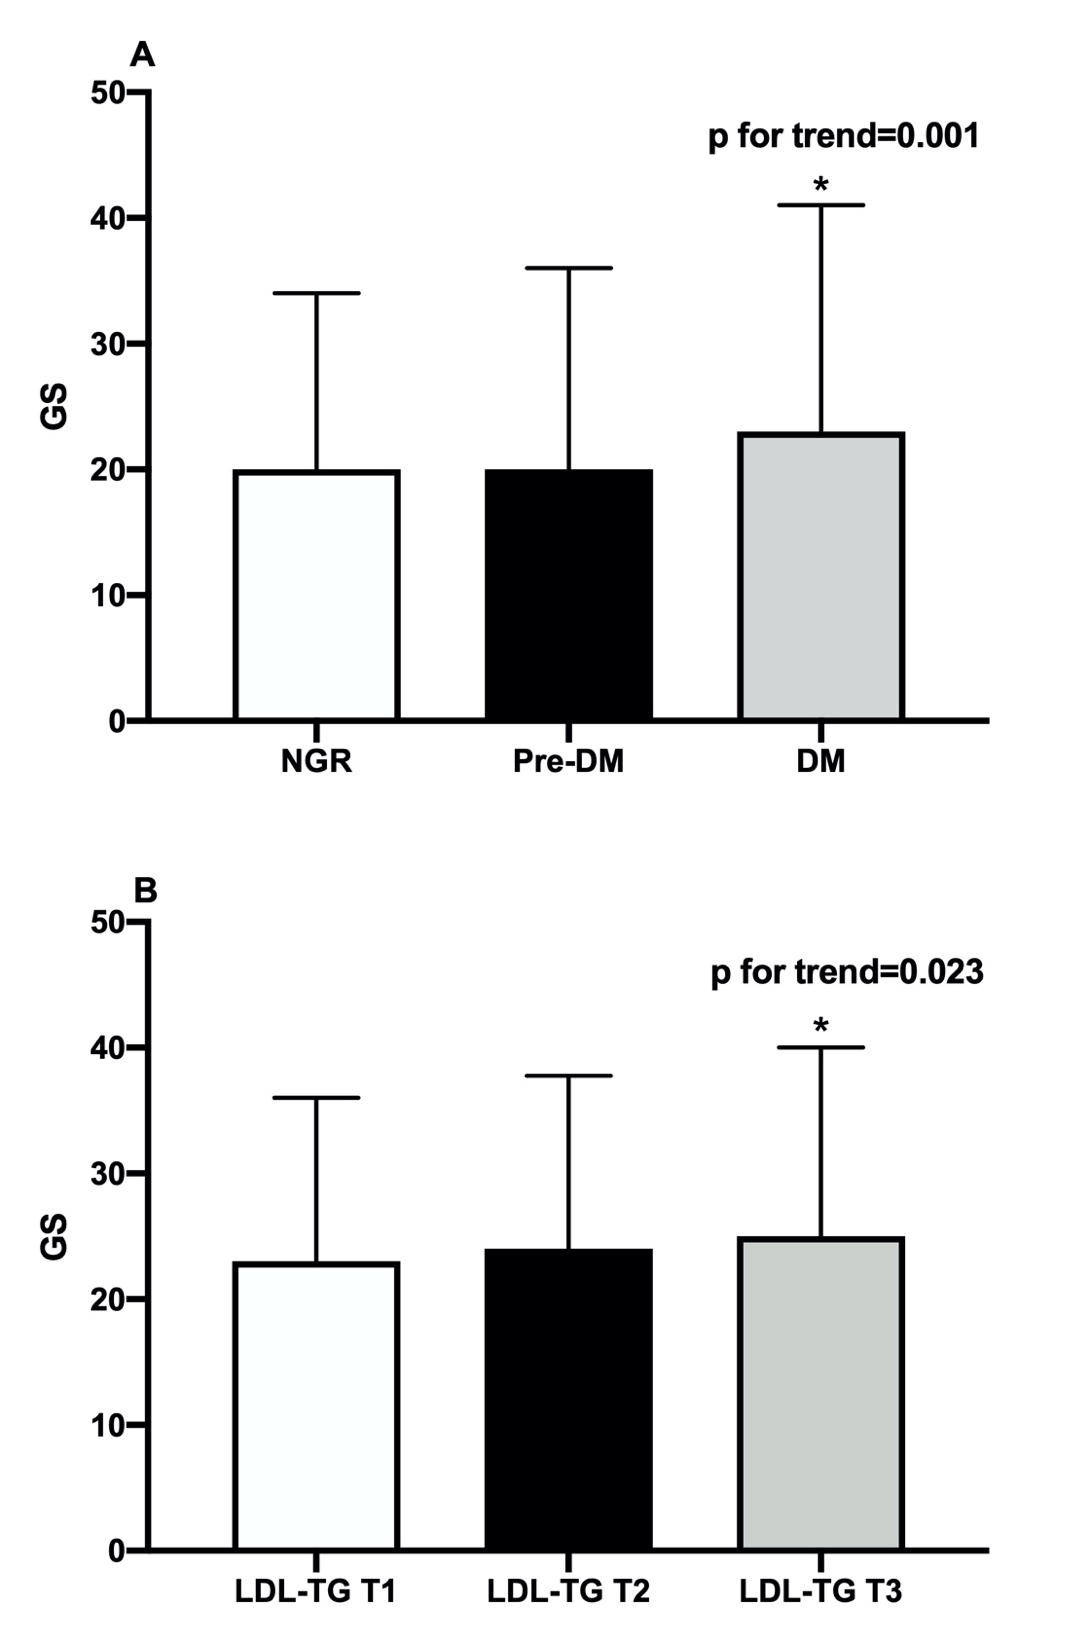 A
50
p for trend=0.001
*
40
30
GS
20
10
0
NGR Pre-DM DM
B
50
p for trend=0.023
*
40
30
GS
20
10
0
LDL-TG T1 LDL-TG T2 LDL-TG T3